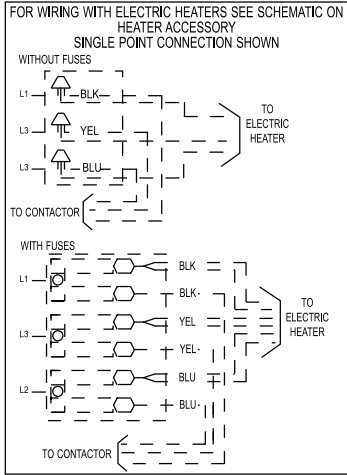 FOR WIRING WITH ELECTRIC HEATERS SEE SCHEMATIC ON
HEATER ACCESSORY
SINGLE POINT CONNECTION SHOWN
WITHOUT FUSES
L1
BLK
L3
YEL
L3
BLU
TO
ELECTRIC
HEATER
TO CONTACTOR
WITH FUSES
BLK
L1
BLK
YEL
L3
YEL
BLU
L2
BLU
TO
ELECTRIC
HEATER
TO CONTACTOR